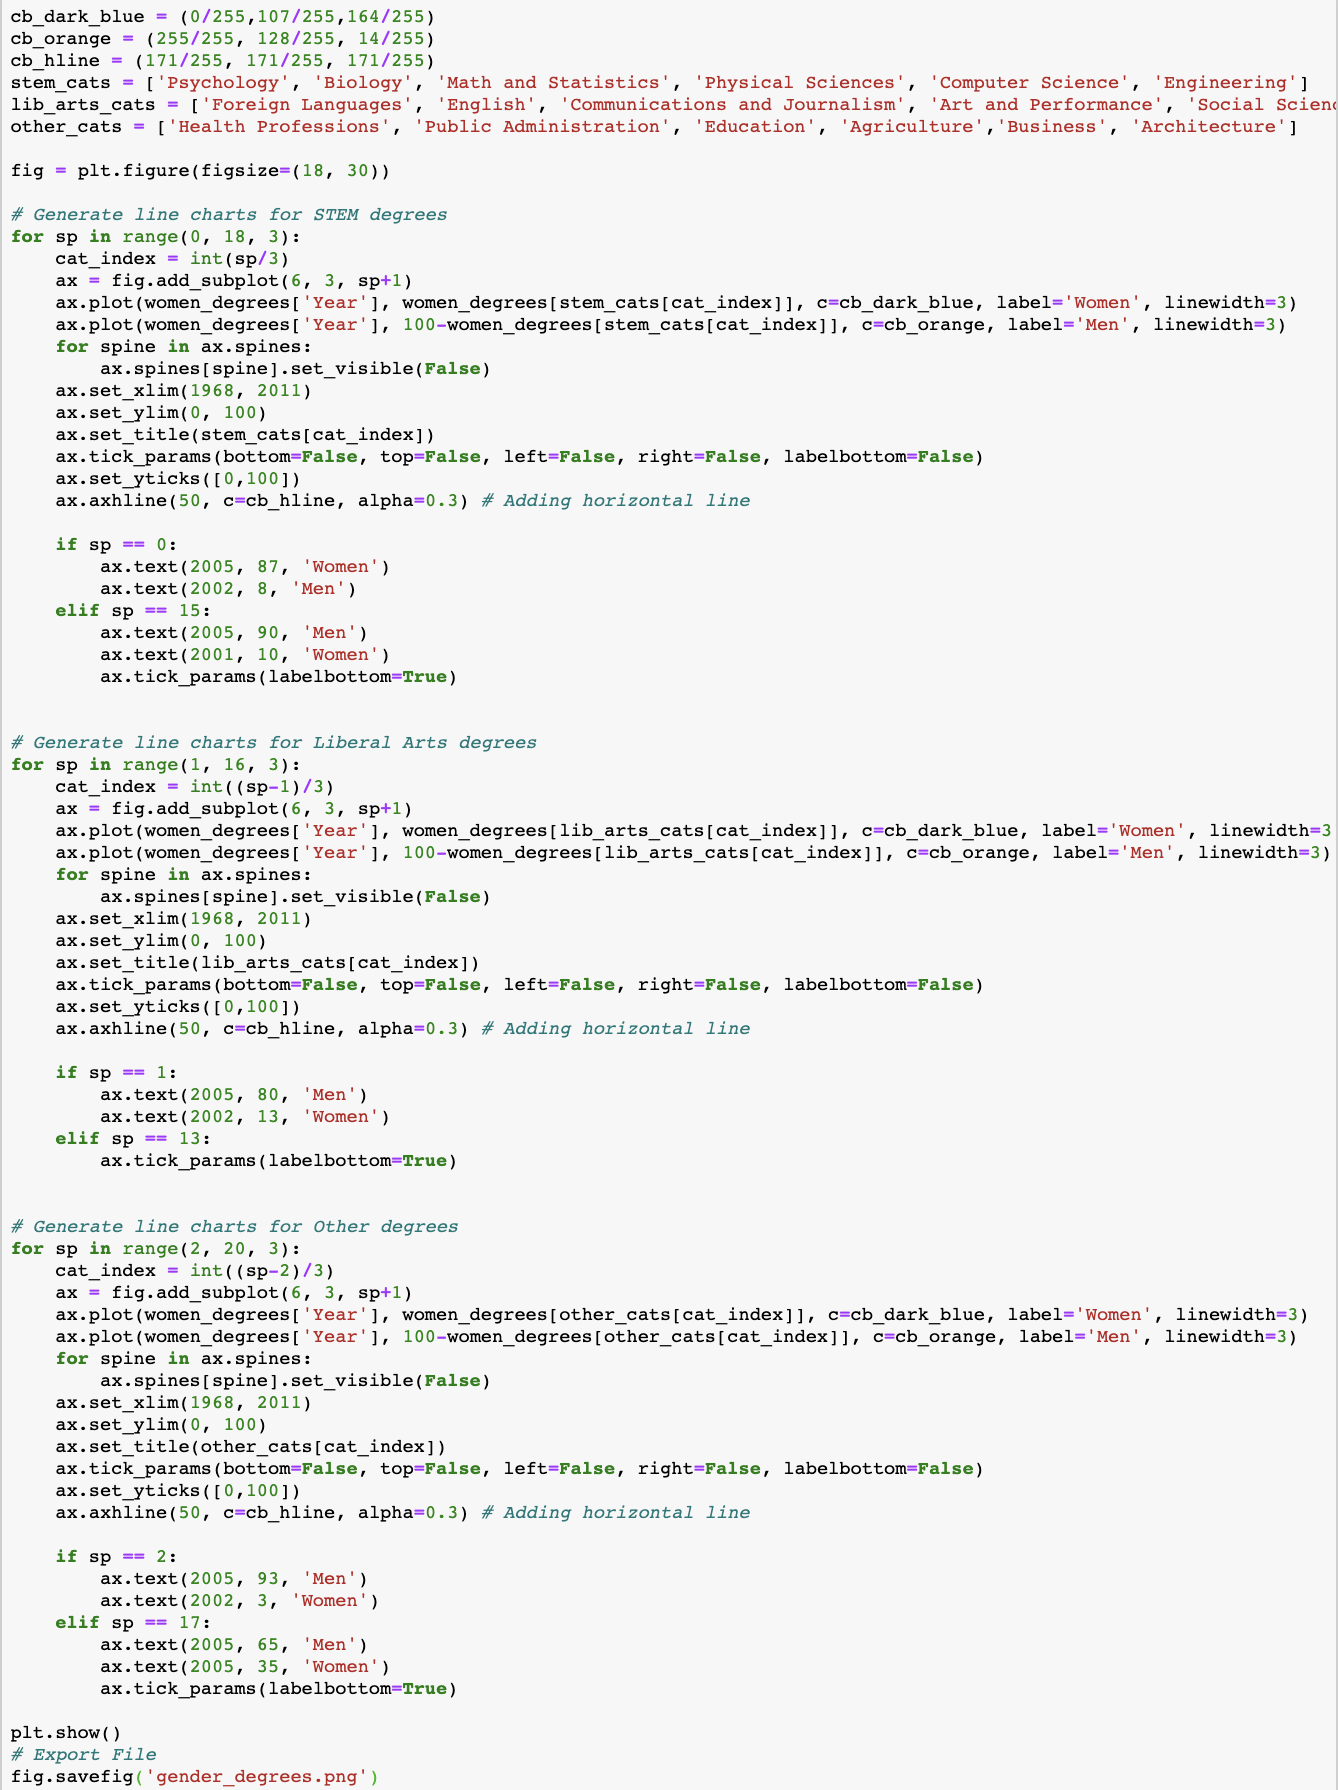 cb_dark_blue = (0/255,107/255,164/255)
cb_orange = (255/255, 128/255, 14/255)
cb_hline = (171/255, 171/255, 171/255)
stem_cats = ['Psychology', 'Biology', 'Math and Statistics', 'Physical Sciences', 'Computer Science', 'Engineering']
lib_arts_cats = ['Foreign Languages', 'English', 'Communications and Journalism', 'Art and Performance', 'Social Scienc
other_cats = ['Health Professions', 'Public Administration', 'Education', 'Agriculture','Business', 'Architecture']

fig = plt.figure(figsize=(18, 30))

# Generate line charts for STEM degrees
for sp in range(0, 18, 3):
    cat_index = int(sp/3)
    ax = fig.add_subplot(6, 3, sp+1)
    ax.plot(women_degrees['Year'], women_degrees[stem_cats[cat_index]], c=cb_dark_blue, label='Women', linewidth=3)
    ax.plot(women_degrees['Year'], 100-women_degrees[stem_cats[cat_index]], c=cb_orange, label='Men', linewidth=3)
    for spine in ax.spines:
        ax.spines[spine].set_visible(False)
    ax.set_xlim(1968, 2011)
    ax.set_ylim(0, 100)
    ax.set_title(stem_cats[cat_index])
    ax.tick_params(bottom=False, top=False, left=False, right=False, labelbottom=False)
    ax.set_yticks([0,100])
    ax.axhline(50, c=cb_hline, alpha=0.3) # Adding horizontal line

    if sp == 0:
        ax.text(2005, 87, 'Women')
        ax.text(2002, 8, 'Men')
    elif sp == 15:
        ax.text(2005, 90, 'Men')
        ax.text(2001, 10, 'Women')
        ax.tick_params(labelbottom=True)


# Generate line charts for Liberal Arts degrees
for sp in range(1, 16, 3):
    cat_index = int((sp-1)/3)
    ax = fig.add_subplot(6, 3, sp+1)
    ax.plot(women_degrees['Year'], women_degrees[lib_arts_cats[cat_index]], c=cb_dark_blue, label='Women', linewidth=3
    ax.plot(women_degrees['Year'], 100-women_degrees[lib_arts_cats[cat_index]], c=cb_orange, label='Men', linewidth=3)
    for spine in ax.spines:
        ax.spines[spine].set_visible(False)
    ax.set_xlim(1968, 2011)
    ax.set_ylim(0, 100)
    ax.set_title(lib_arts_cats[cat_index])
    ax.tick_params(bottom=False, top=False, left=False, right=False, labelbottom=False)
    ax.set_yticks([0,100])
    ax.axhline(50, c=cb_hline, alpha=0.3) # Adding horizontal line

    if sp == 1:
        ax.text(2005, 80, 'Men')
        ax.text(2002, 13, 'Women')
    elif sp == 13:
        ax.tick_params(labelbottom=True)


# Generate line charts for Other degrees
for sp in range(2, 20, 3):
    cat_index = int((sp-2)/3)
    ax = fig.add_subplot(6, 3, sp+1)
    ax.plot(women_degrees['Year'], women_degrees[other_cats[cat_index]], c=cb_dark_blue, label='Women', linewidth=3)
    ax.plot(women_degrees['Year'], 100-women_degrees[other_cats[cat_index]], c=cb_orange, label='Men', linewidth=3)
    for spine in ax.spines:
        ax.spines[spine].set_visible(False)
    ax.set_xlim(1968, 2011)
    ax.set_ylim(0, 100)
    ax.set_title(other_cats[cat_index])
    ax.tick_params(bottom=False, top=False, left=False, right=False, labelbottom=False)
    ax.set_yticks([0,100])
    ax.axhline(50, c=cb_hline, alpha=0.3) # Adding horizontal line

    if sp == 2:
        ax.text(2005, 93, 'Men')
        ax.text(2002, 3, 'Women')
    elif sp == 17:
        ax.text(2005, 65, 'Men')
        ax.text(2005, 35, 'Women')
        ax.tick_params(labelbottom=True)

plt.show()
# Export File
fig.savefig('gender_degrees.png')